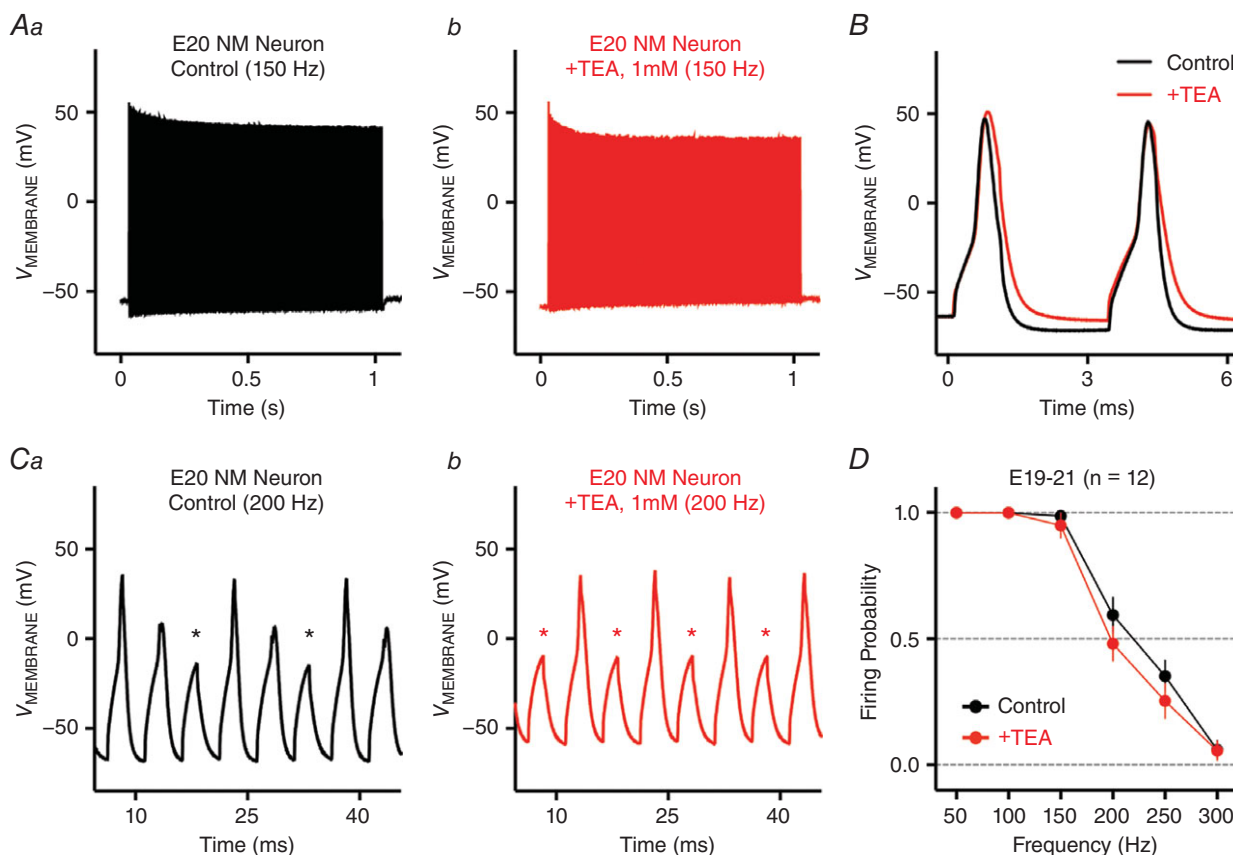 Aa
E20 NM Neuron
Control (150 Hz)
50
0
−50
VMEMBRANE (mV)
0
0.5
1
Time (s)
b
E20 NM Neuron
+TEA, 1mM (150 Hz)
50
0
−50
VMEMBRANE (mV)
0
0.5
1
Time (s)
B
Control
+TEA
50
0
−50
VMEMBRANE (mV)
0
3
6
Time (ms)
Ca
E20 NM Neuron
Control (200 Hz)
50
0
−50
VMEMBRANE (mV)
* *
10
20
30
40
Time (ms)
b
E20 NM Neuron
+TEA, 1mM (200 Hz)
50
0
−50
VMEMBRANE (mV)
* * * *
10
20
30
40
Time (ms)
D
E19-21 (n = 12)
1.0
0.5
0.0
Firing Probability
Control
+TEA
50 100 150 200 250 300
Frequency (Hz)